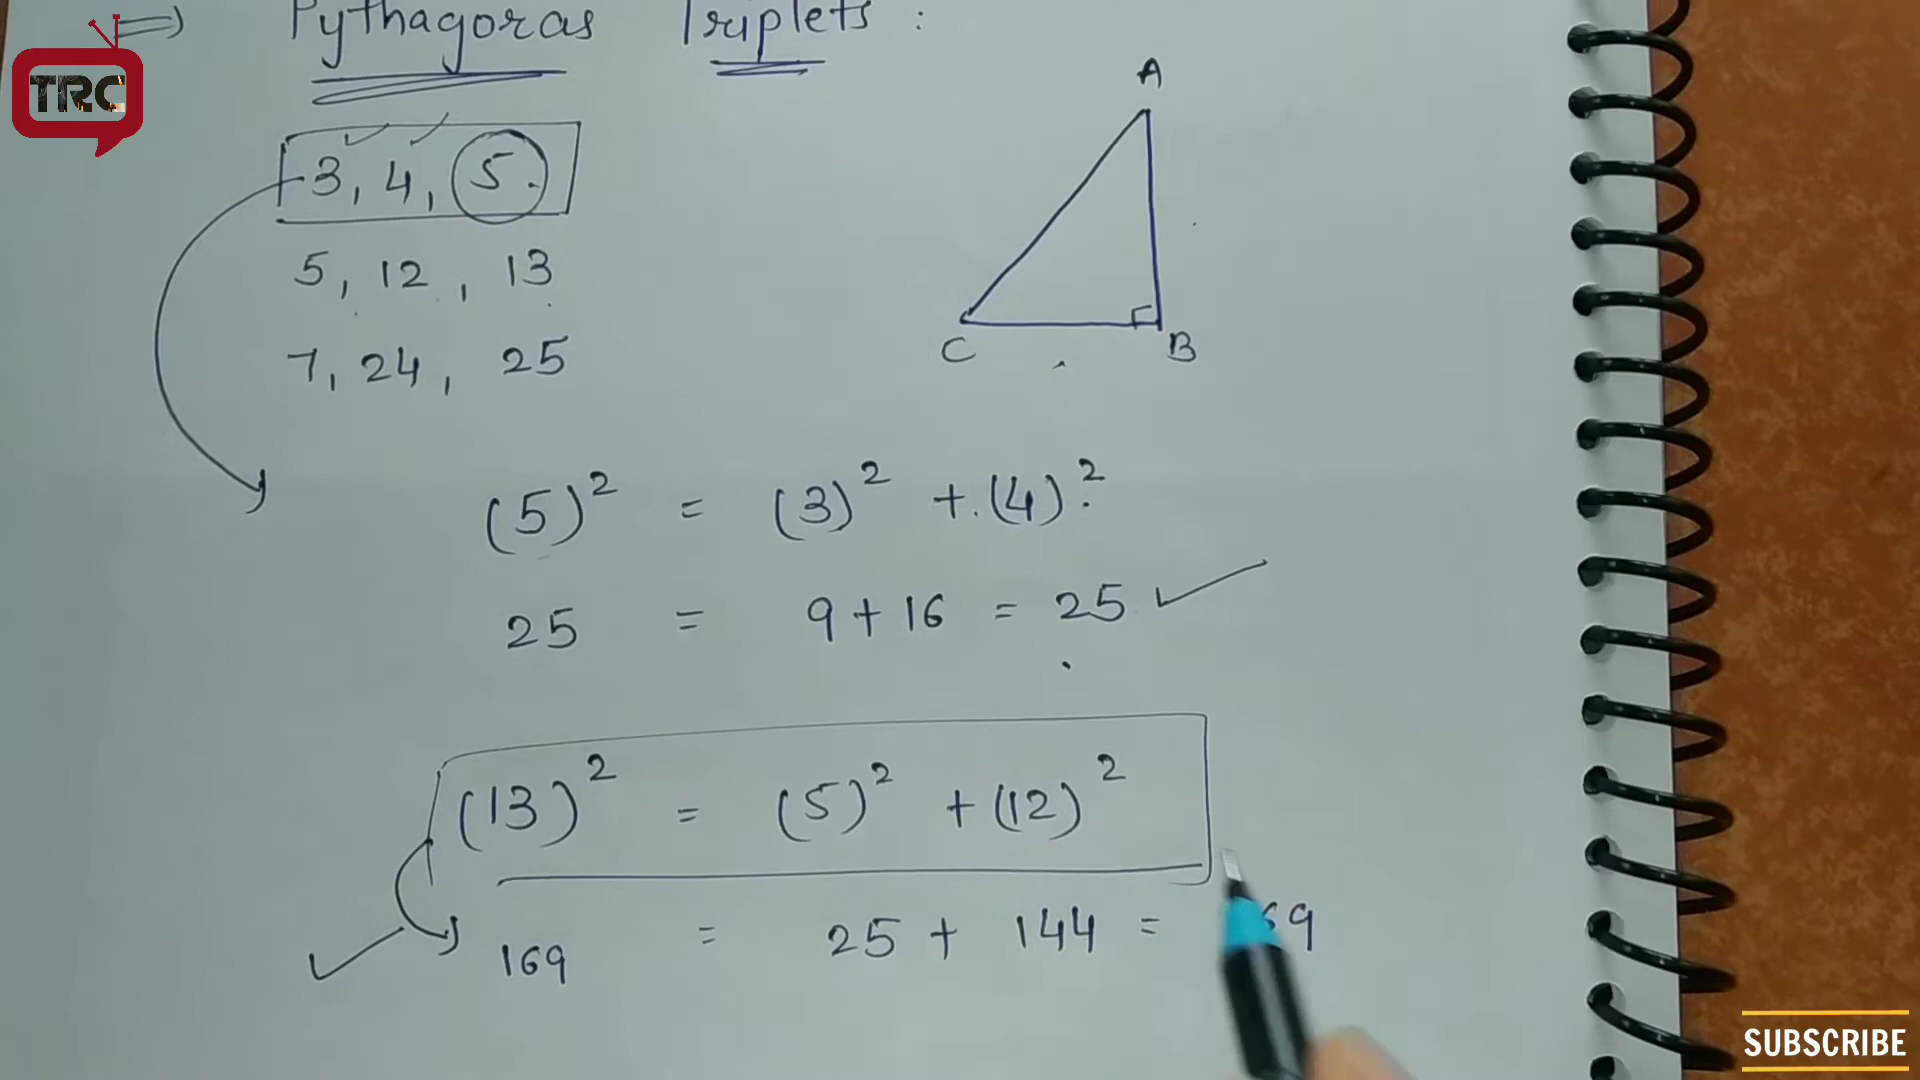 ⇒ Pythagoras Triplets :
TRC
3, 4, 5.
5, 12, 13
7, 24, 25
A
C B
(5)² = (3)² + (4)²
25 = 9 + 16 = 25 ✓
(13)² = (5)² + (12)²
✓ 169 = 25 + 144 = 69
SUBSCRIBE